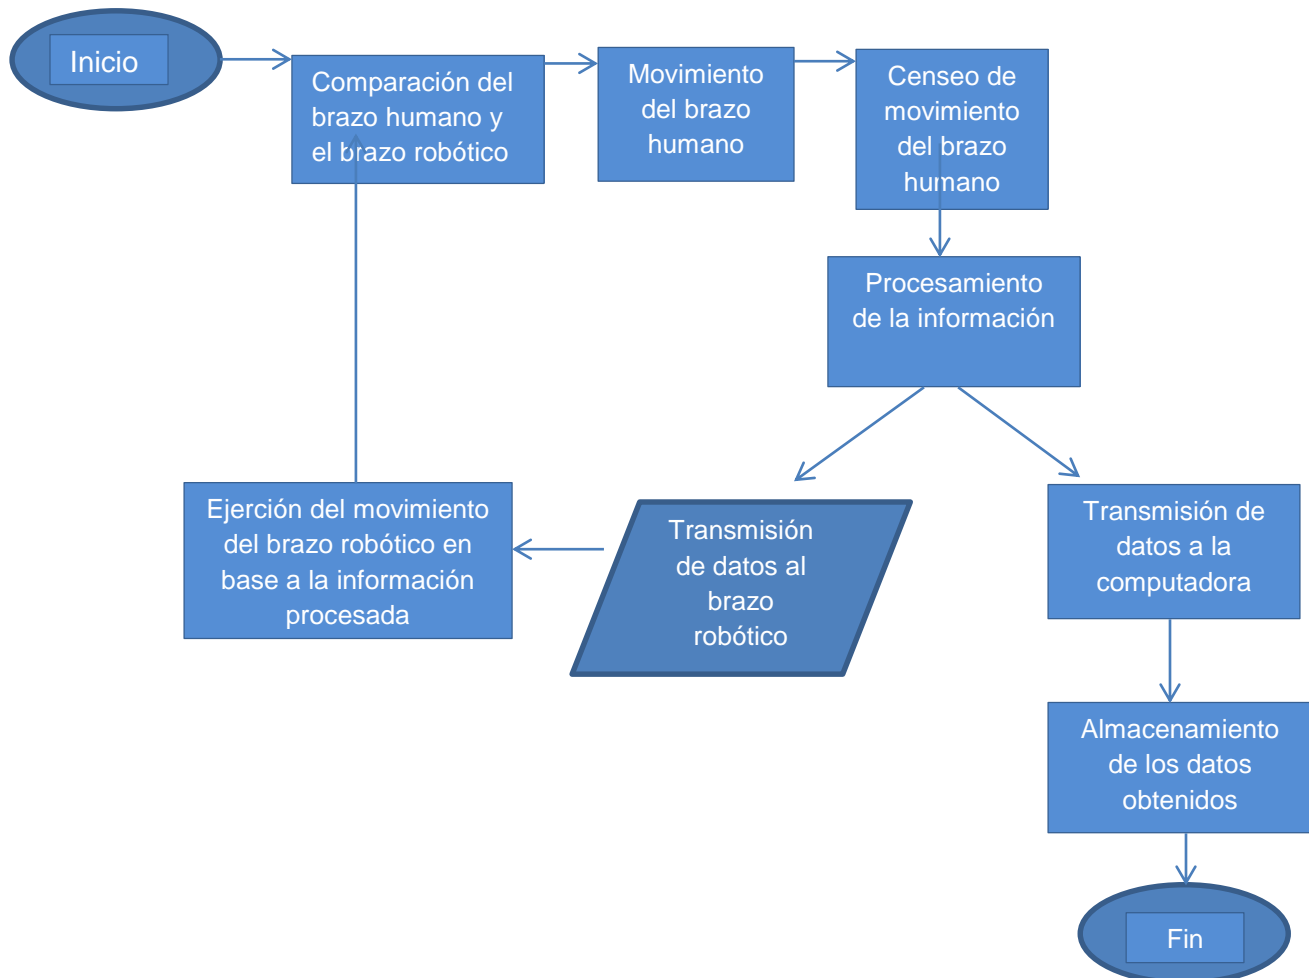 Inicio
Comparación del
brazo humano y
el brazo robótico
Movimiento
del brazo
humano
Censeo de
movimiento
del brazo
humano
Procesamiento
de la información
Ejerción del movimiento
del brazo robótico en
base a la información
procesada
Transmisión
de datos al
brazo
robótico
Transmisión de
datos a la
computadora
Almacenamiento
de los datos
obtenidos
Fin